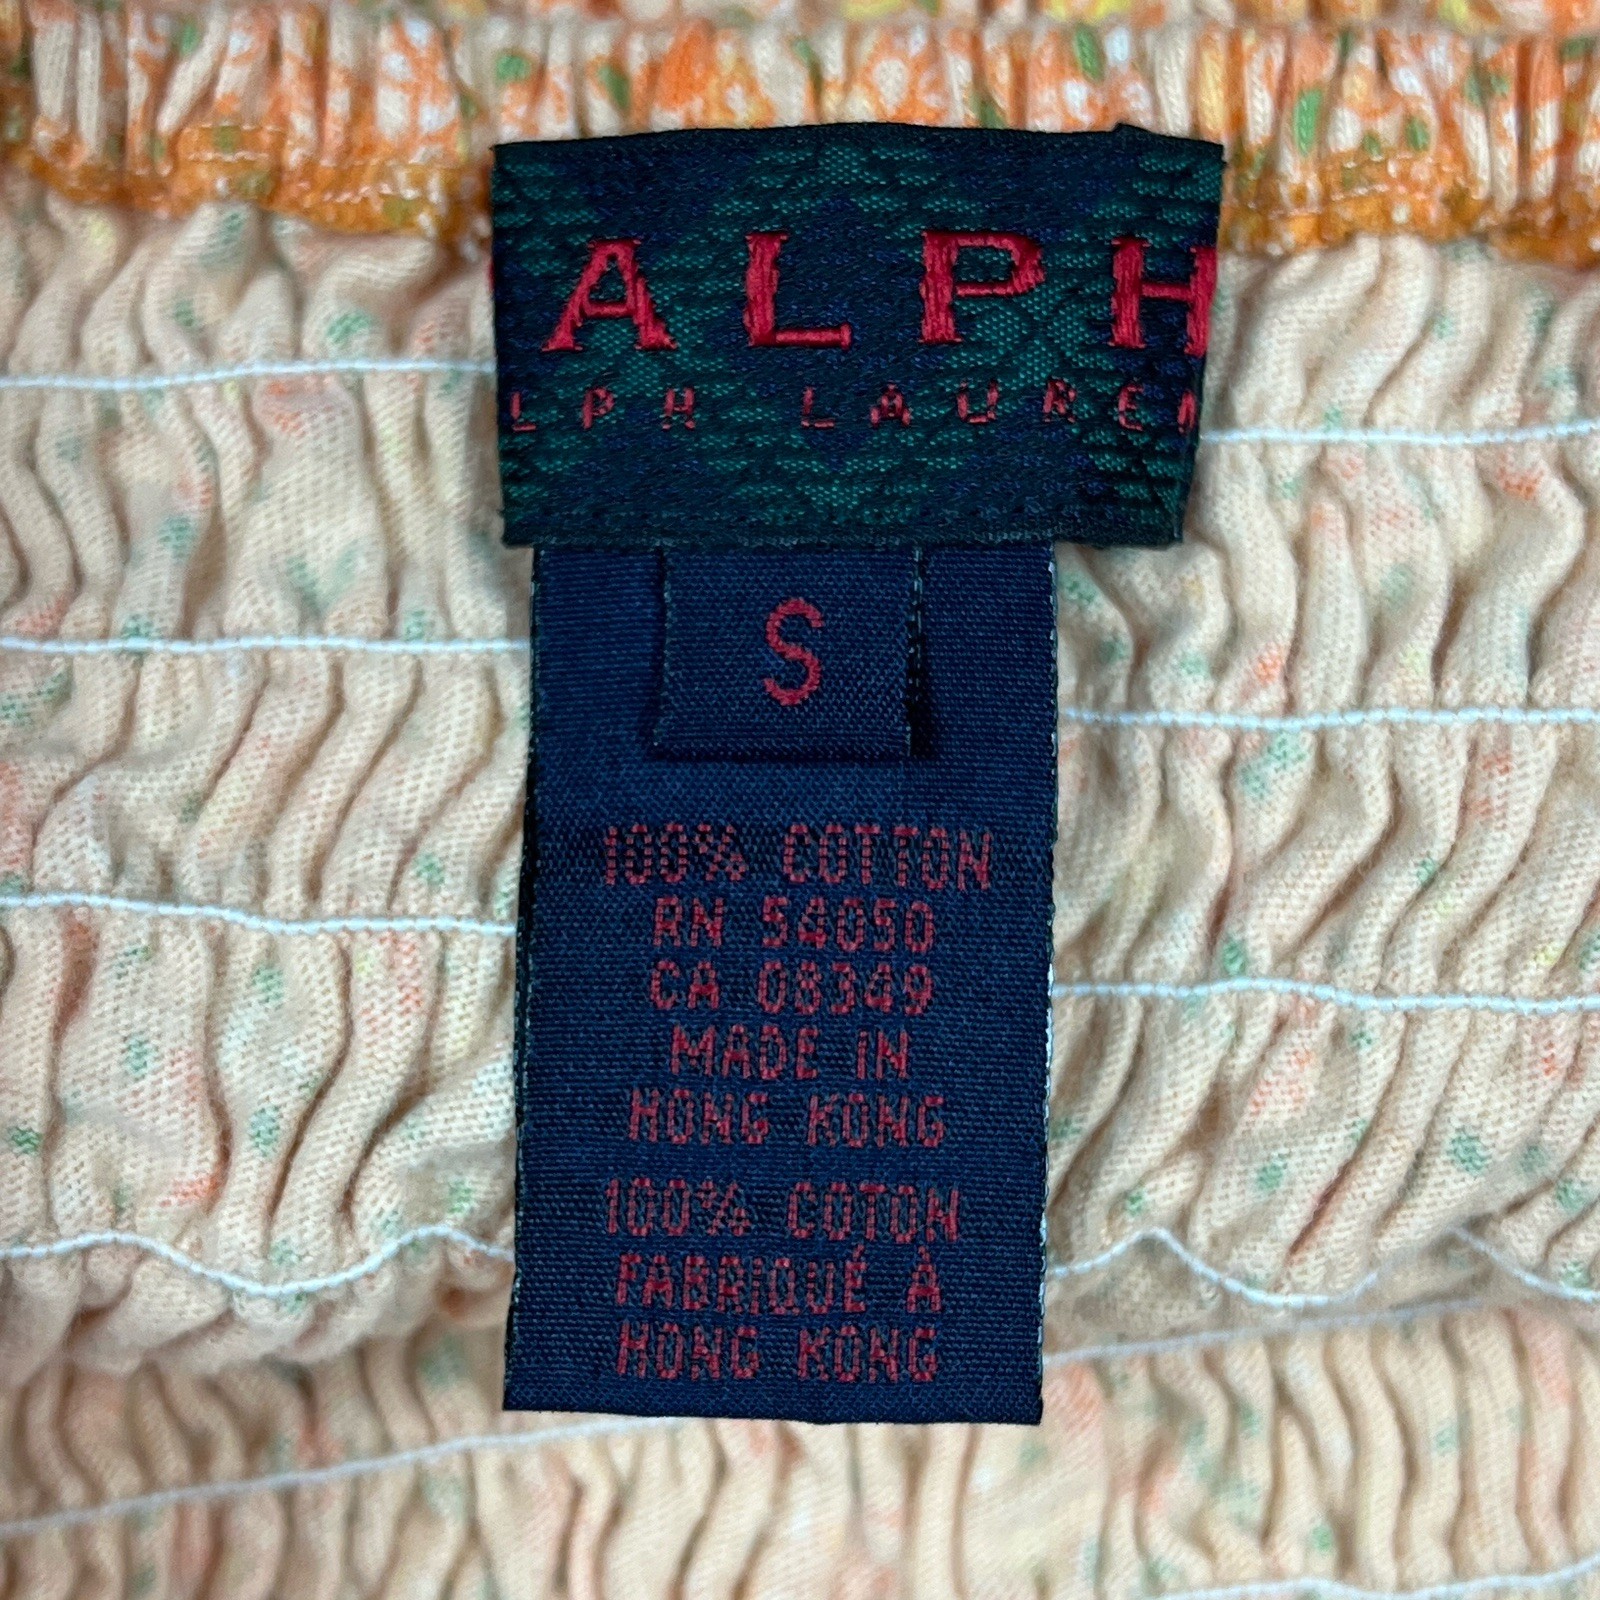 ALPH
LPH LAUREN
S
100% COTTON
RN 54050
CA 08349
MADE IN
HONG KONG
100% COTON
FABRIQUÉ À
HONG KONG